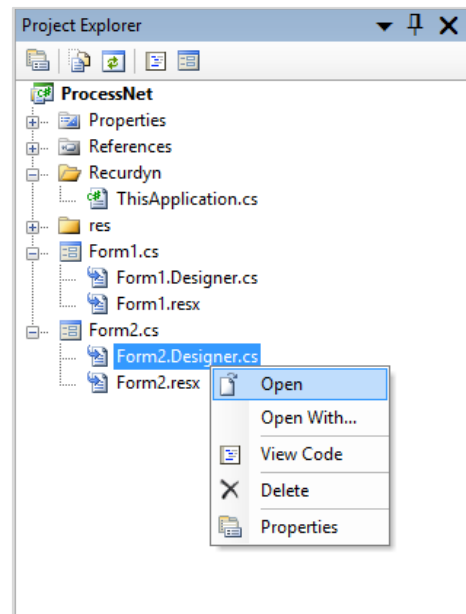 Project Explorer
ProcessNet
Properties
References
Recurdyn
ThisApplication.cs
res
Form1.cs
Form1.Designer.cs
Form1.resx
Form2.cs
Form2.Designer.cs
Form2.resx
Open
Open With...
View Code
Delete
Properties